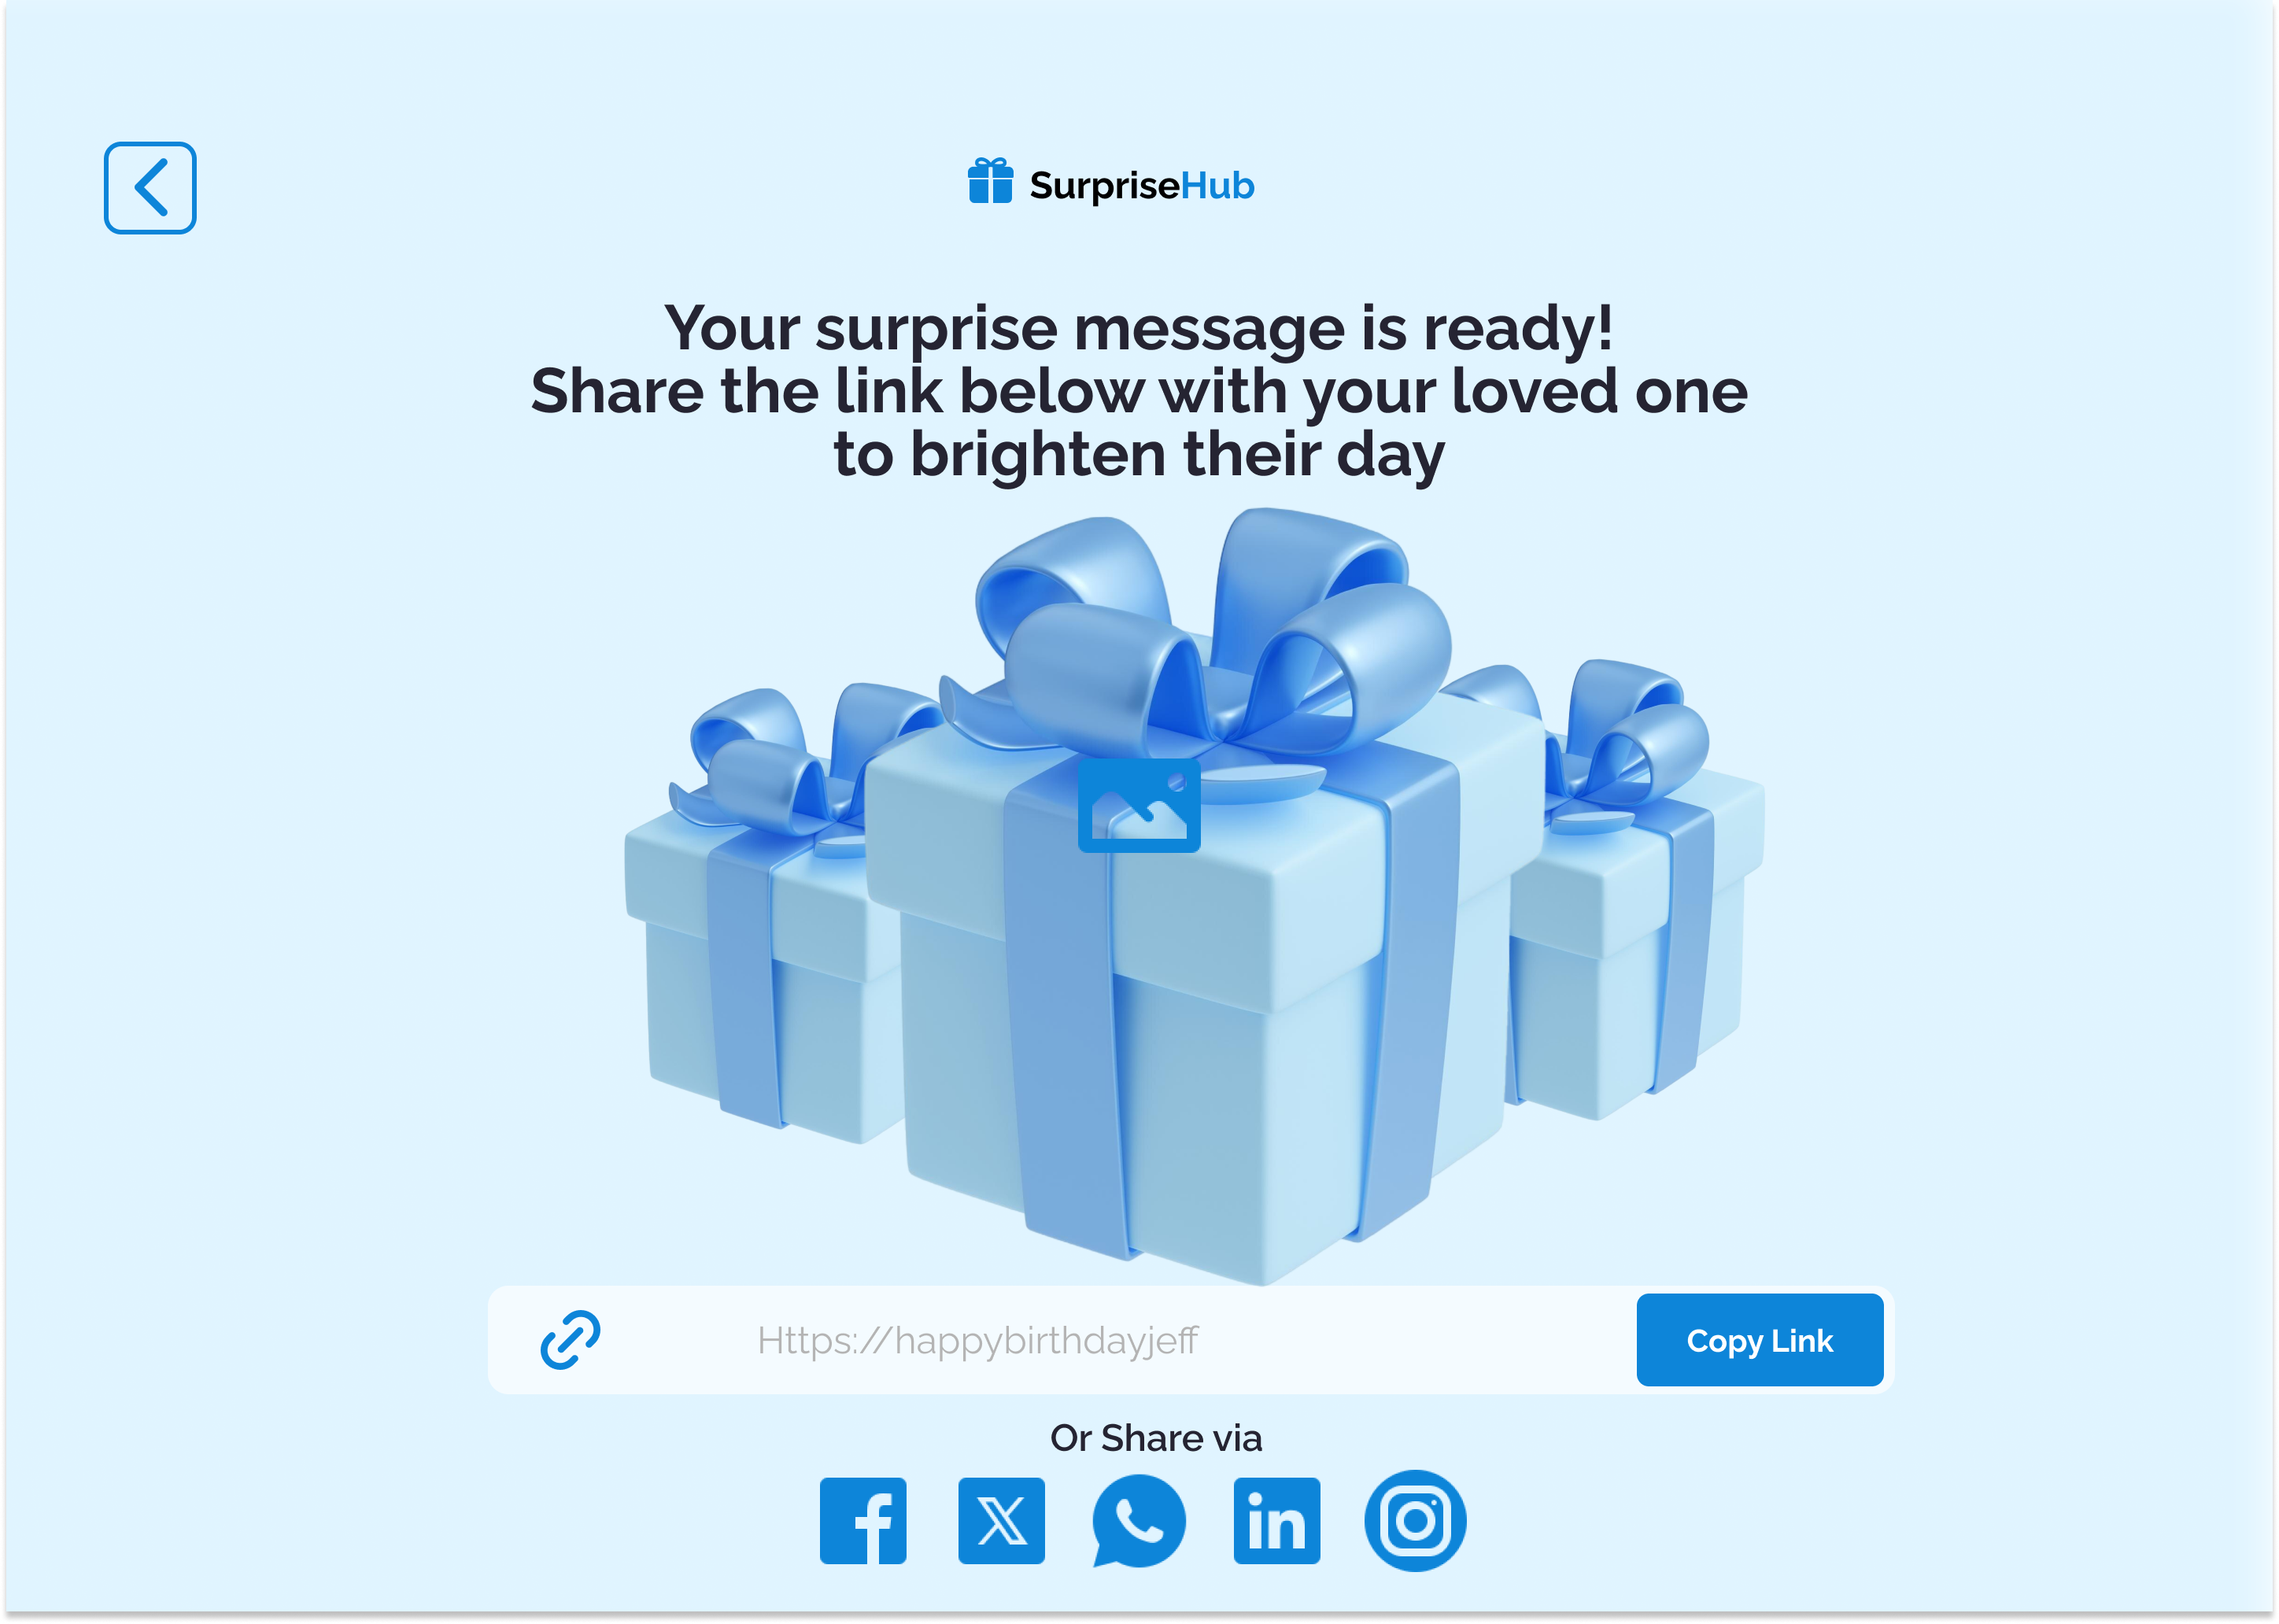 SurpriseHub
Your surprise message is ready!
Share the link below with your loved one
to brighten their day
Https://happybirthdayjeff
Copy Link
Or Share via